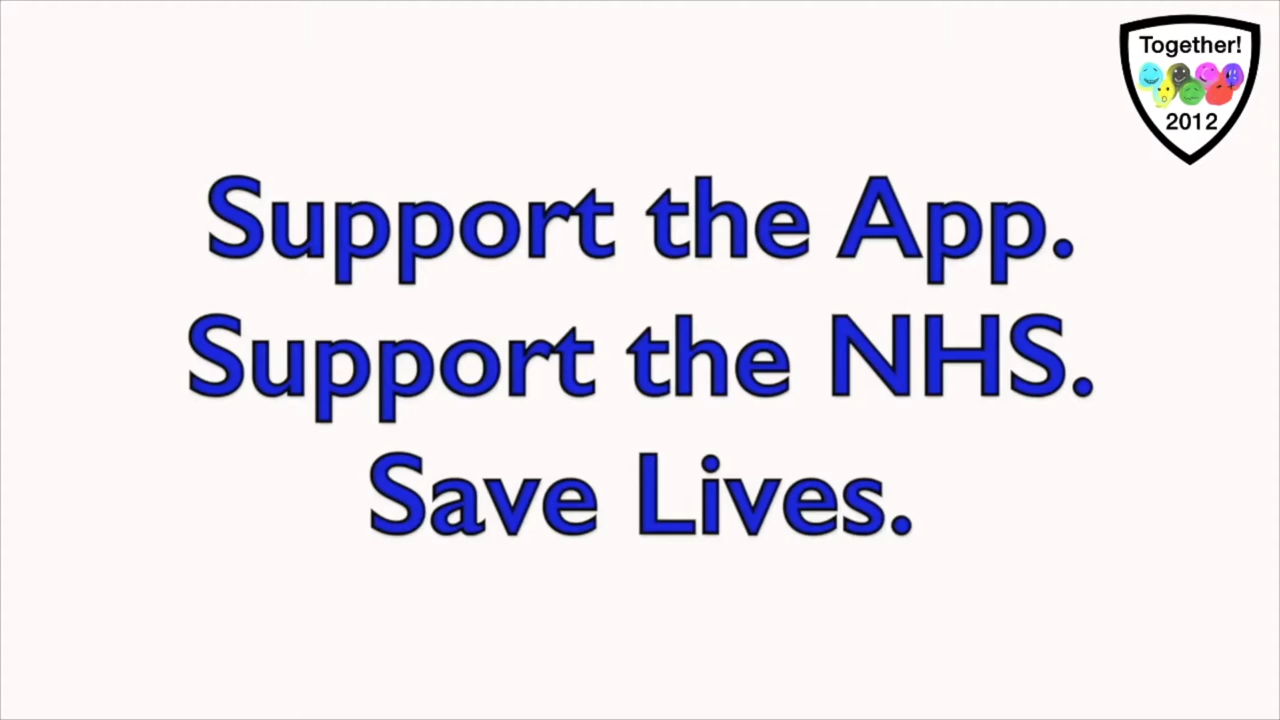 Together!
2012
Support the App.
Support the NHS.
Save Lives.